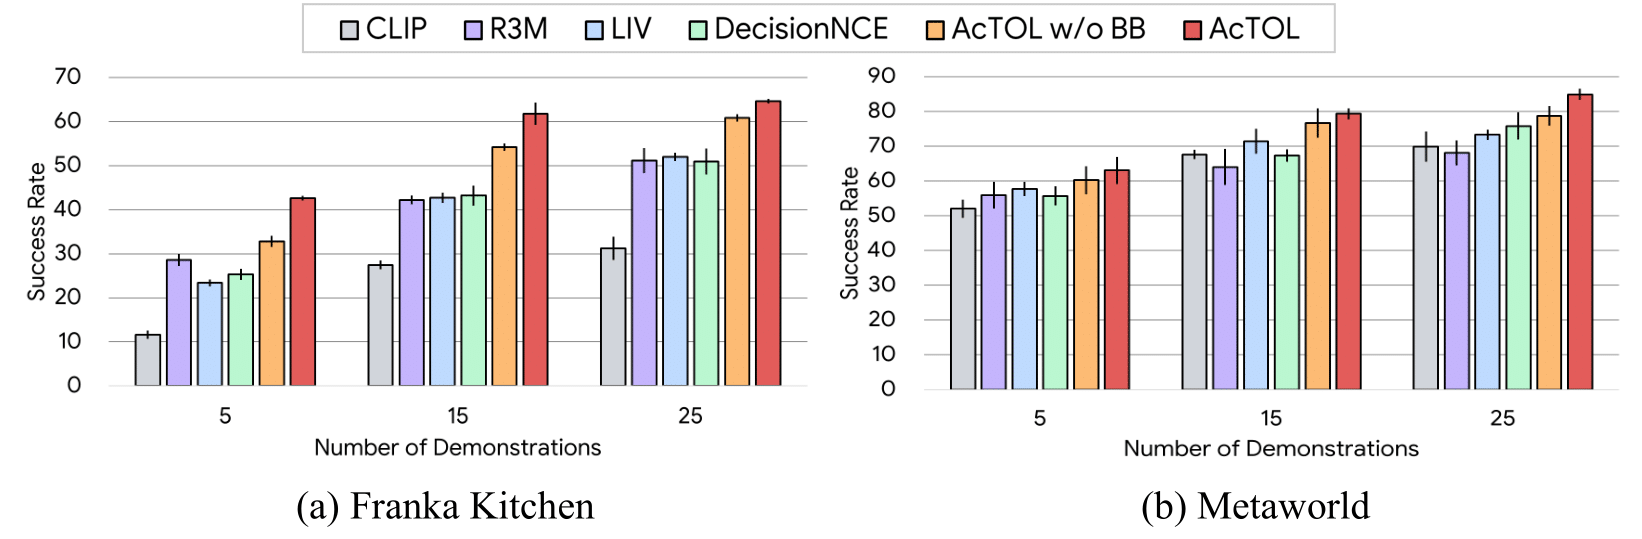 CLIP R3M LIV DecisionNCE AcTOL w/o BB AcTOL
70
60
50
40
30
20
10
0
Success Rate
5 15 25
Number of Demonstrations
(a) Franka Kitchen
90
80
70
60
50
40
30
20
10
0
Success Rate
5 15 25
Number of Demonstrations
(b) Metaworld